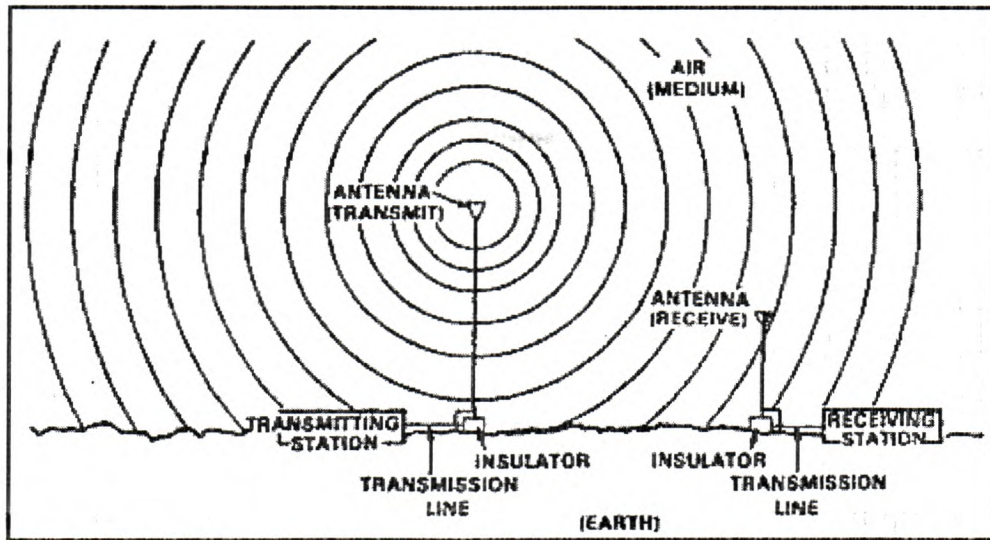 AIR
(MEDIUM)
ANTENNA
(TRANSMIT)
ANTENNA
(RECEIVE)
TRANSMITTING
STATION
RECEIVING
STATION
INSULATOR
INSULATOR
TRANSMISSION
LINE
TRANSMISSION
LINE
(EARTH)